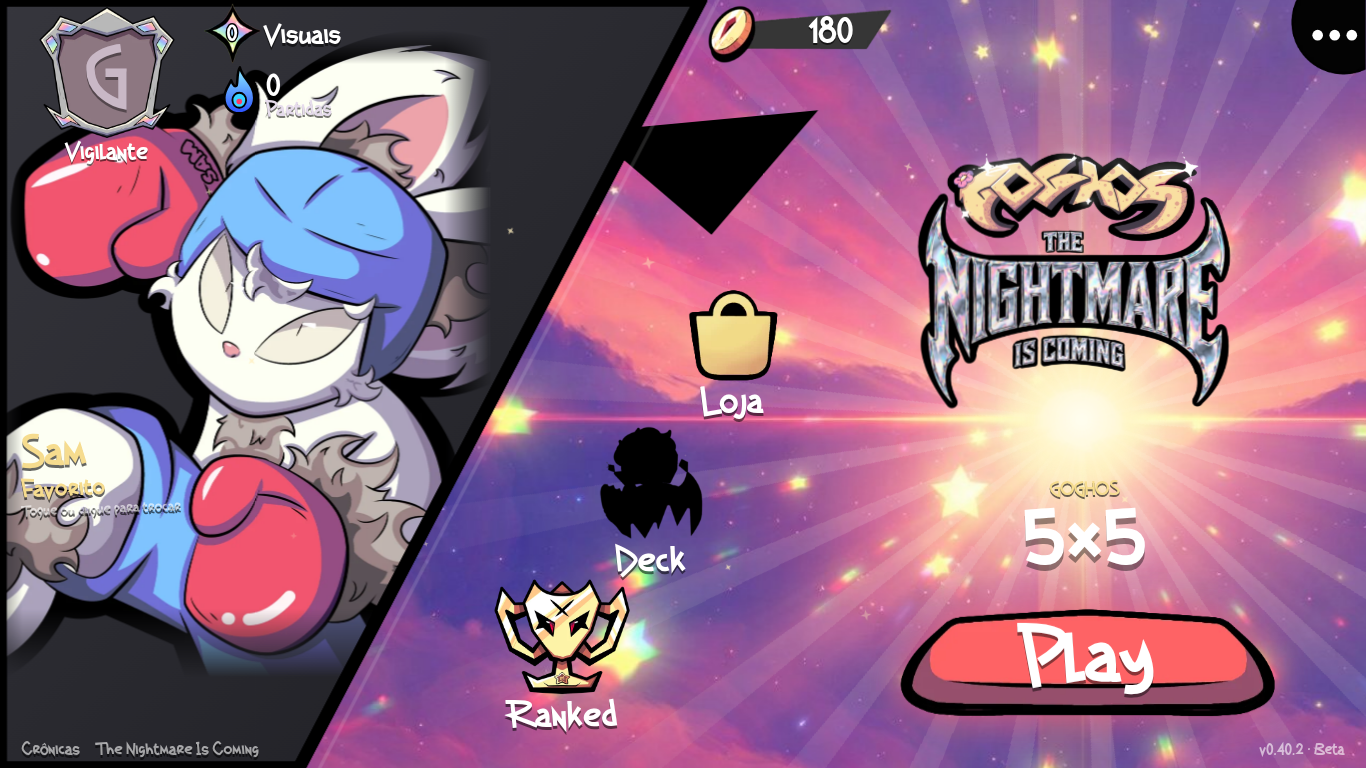 G
0
Visuais
0
Partidas
Vigilante
SAM
180
GOGHOS
THE
NIGHTMARE
IS COMING
Loja
Sam
Favorito
Toque ou clique para trocar
GOGHOS
5×5
Deck
Play
Ranked
Crônicas
The Nightmare Is Coming
v0.40.2 · Beta